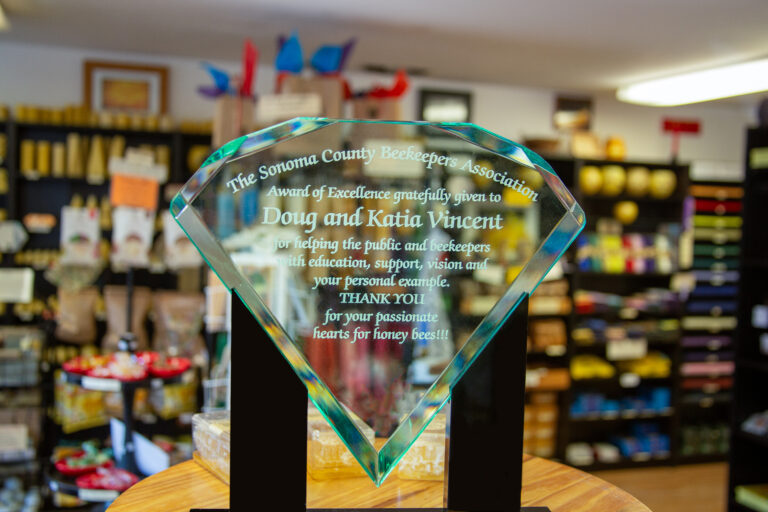 The Sonoma County Beekeepers Association
Award of Excellence gratefully given to
Doug and Katia Vincent
for helping the public and beekeepers
with education, support, vision and
your personal example.
THANK YOU
for your passionate
hearts for honey bees!!!